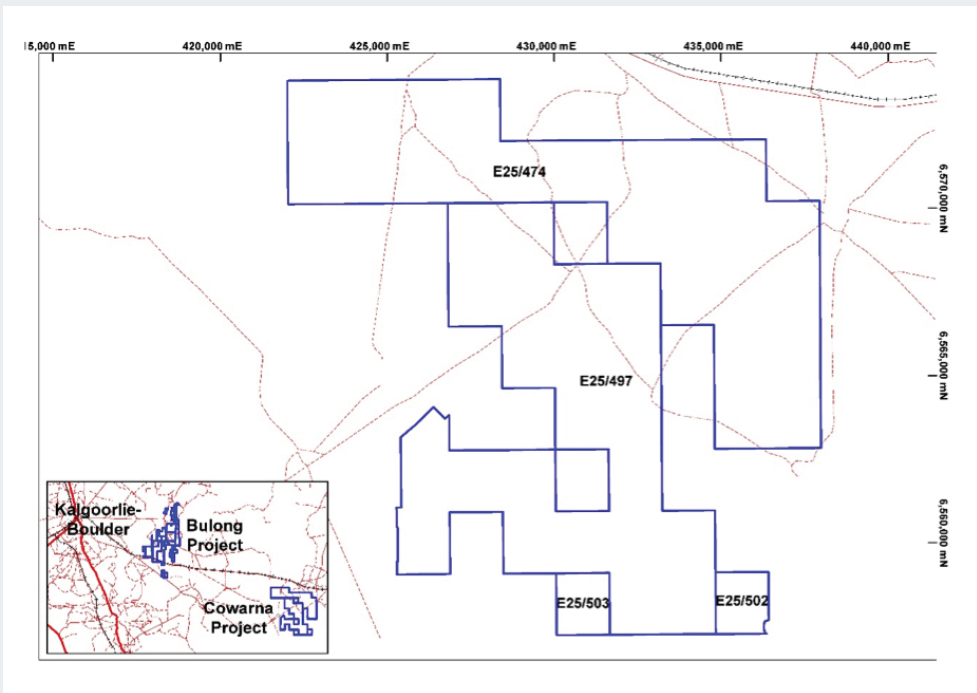 15,000 mE 420,000 mE 425,000 mE 430,000 mE 435,000 mE 440,000 mE
E25/474
6,570,000 mN
E25/497
6,565,000 mN
6,560,000 mN
Kalgoorlie-
Boulder
Bulong
Project
Cowarna
Project
E25/503
E25/502